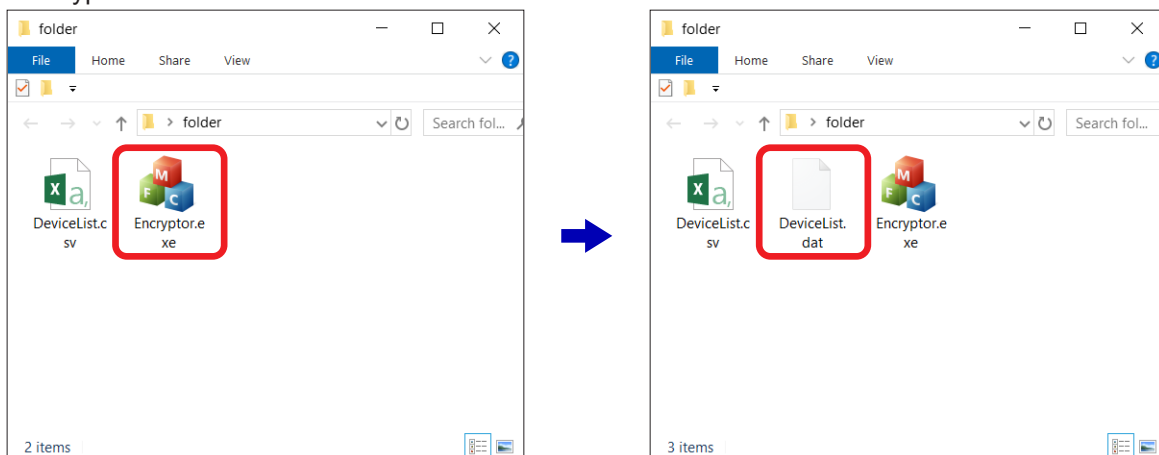 folder
File Home Share View
folder
Search fol...
DeviceList.c
sv
Encryptor.e
xe
2 items
folder
File Home Share View
folder
Search fol...
DeviceList.c
sv
DeviceList.
dat
Encryptor.e
xe
3 items